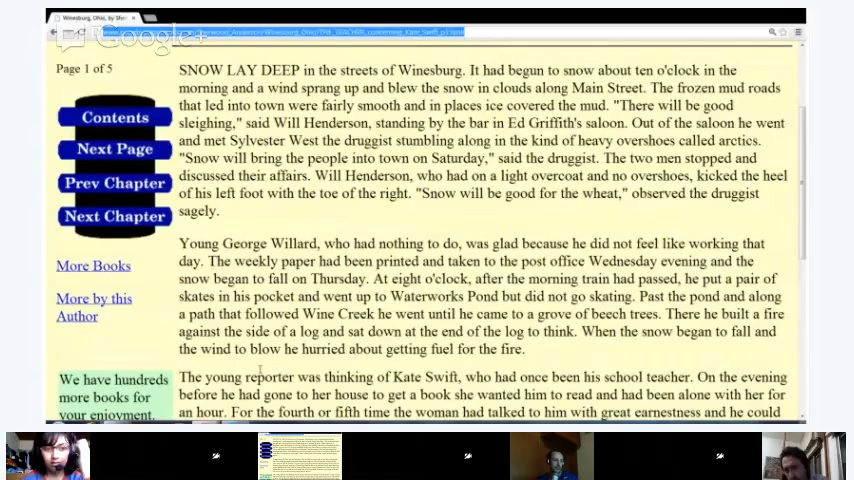 Winesburg, Ohio, by Sher
Google+
Page 1 of 5
Contents
Next Page
Prev Chapter
Next Chapter
More Books
More by this
Author
We have hundreds
more books for
your enjoyment.
SNOW LAY DEEP in the streets of Winesburg. It had begun to snow about ten o'clock in the
morning and a wind sprang up and blew the snow in clouds along Main Street. The frozen mud roads
that led into town were fairly smooth and in places ice covered the mud. "There will be good
sleighing," said Will Henderson, standing by the bar in Ed Griffith's saloon. Out of the saloon he went
and met Sylvester West the druggist stumbling along in the kind of heavy overshoes called arctics.
"Snow will bring the people into town on Saturday," said the druggist. The two men stopped and
discussed their affairs. Will Henderson, who had on a light overcoat and no overshoes, kicked the heel
of his left foot with the toe of the right. "Snow will be good for the wheat," observed the druggist
sagely.
Young George Willard, who had nothing to do, was glad because he did not feel like working that
day. The weekly paper had been printed and taken to the post office Wednesday evening and the
snow began to fall on Thursday. At eight o'clock, after the morning train had passed, he put a pair of
skates in his pocket and went up to Waterworks Pond but did not go skating. Past the pond and along
a path that followed Wine Creek he went until he came to a grove of beech trees. There he built a fire
against the side of a log and sat down at the end of the log to think. When the snow began to fall and
the wind to blow he hurried about getting fuel for the fire.
The young reporter was thinking of Kate Swift, who had once been his school teacher. On the evening
before he had gone to her house to get a book she wanted him to read and had been alone with her for
an hour. For the fourth or fifth time the woman had talked to him with great earnestness and he could